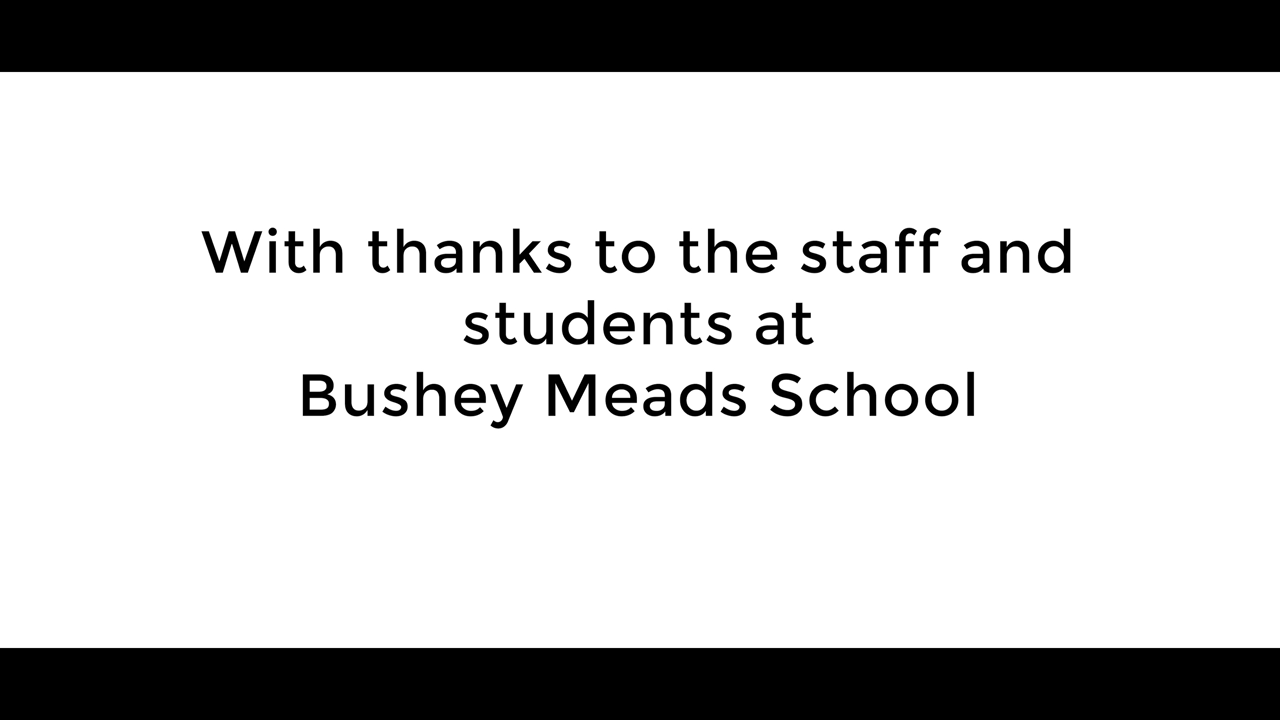 With thanks to the staff and
students at
Bushey Meads School